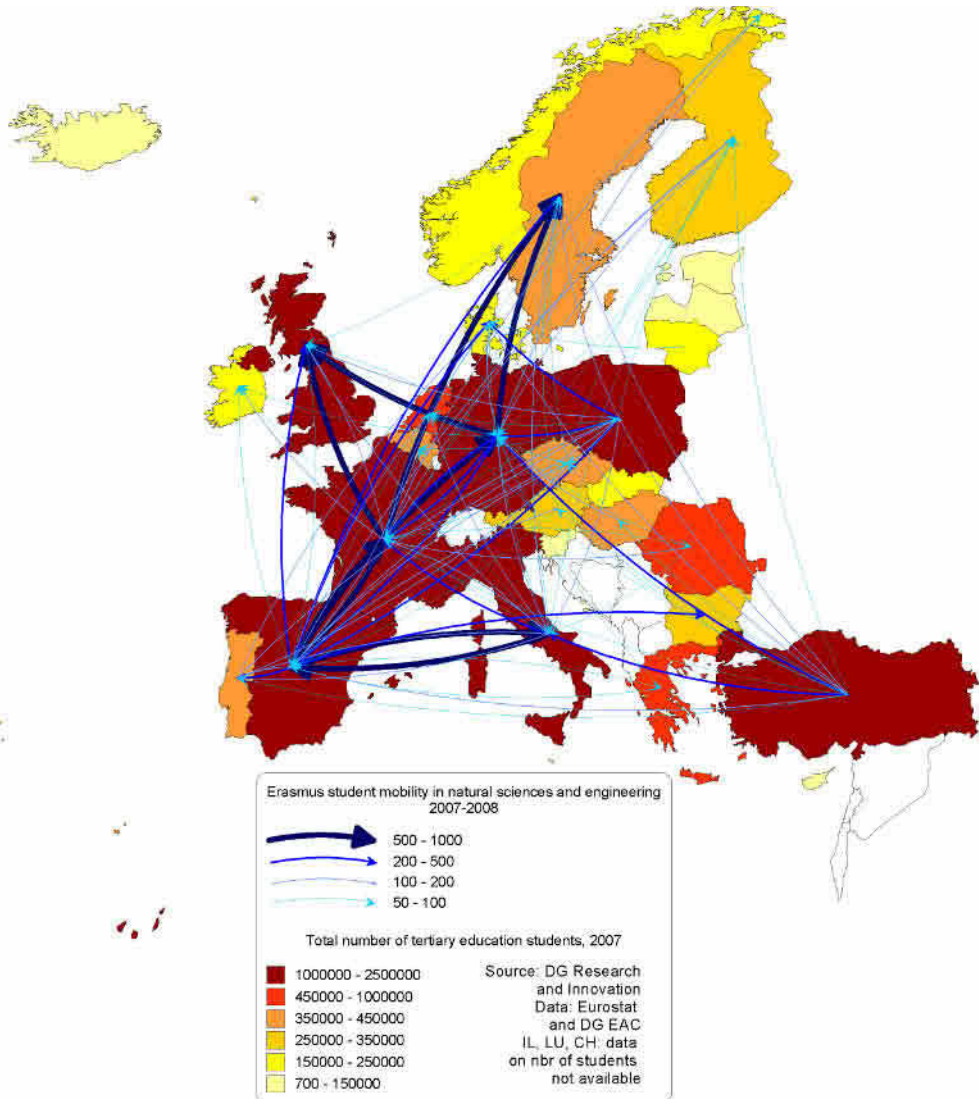 Erasmus student mobility in natural sciences and engineering
2007-2008
500 - 1000
200 - 500
100 - 200
50 - 100
Total number of tertiary education students, 2007
1000000 - 2500000
450000 - 1000000
350000 - 450000
250000 - 350000
150000 - 250000
700 - 150000
Source: DG Research
and Innovation
Data: Eurostat
and DG EAC
IL, LU, CH: data
on nbr of students
not available